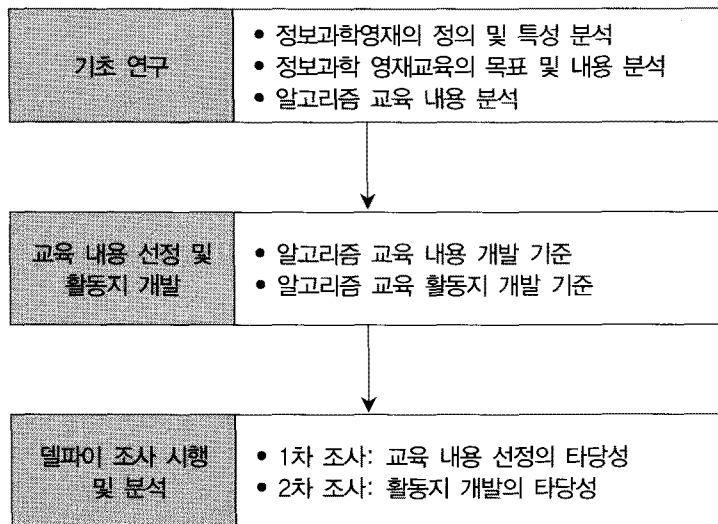 기초 연구
• 정보과학영재의 정의 및 특성 분석
• 정보과학 영재교육의 목표 및 내용 분석
• 알고리즘 교육 내용 분석
교육 내용 선정 및
활동지 개발
• 알고리즘 교육 내용 개발 기준
• 알고리즘 교육 활동지 개발 기준
델파이 조사 시행
및 분석
• 1차 조사: 교육 내용 선정의 타당성
• 2차 조사: 활동지 개발의 타당성